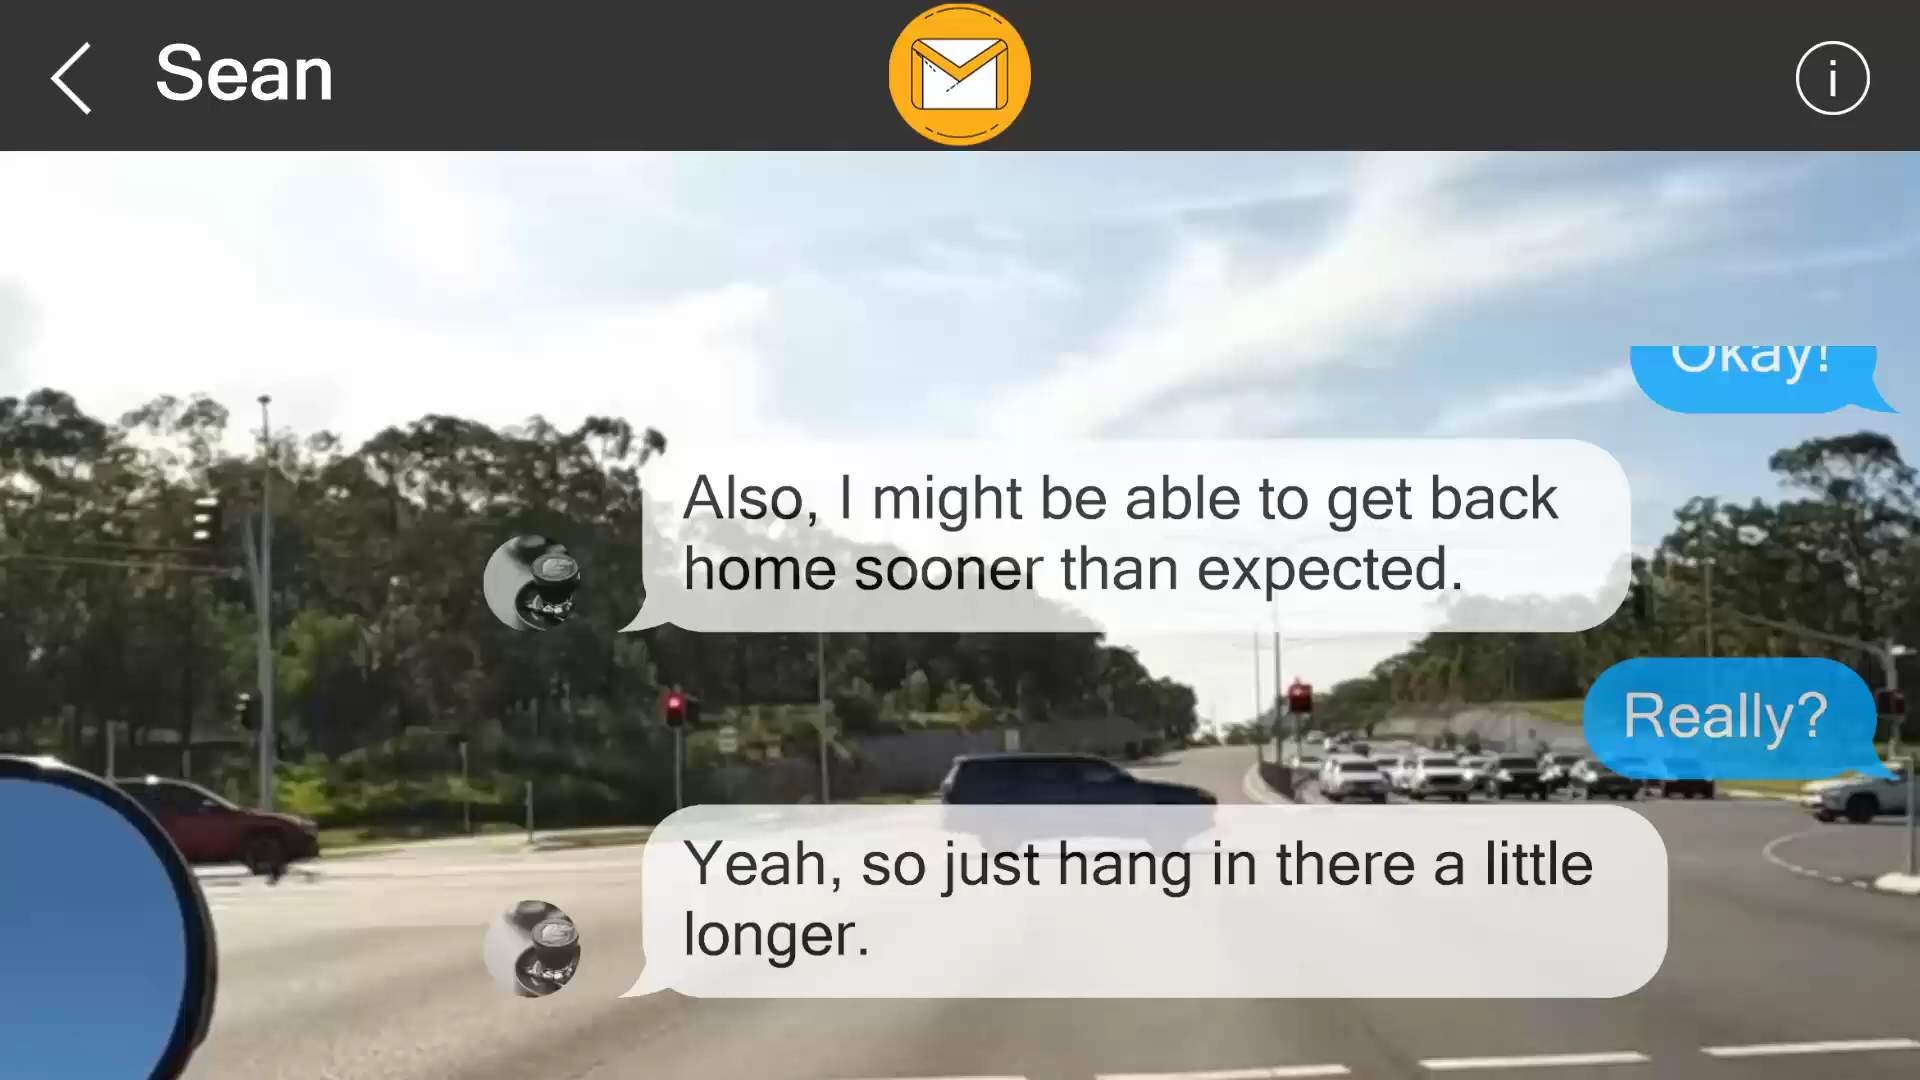 Sean
i
Okay!
Also, I might be able to get back
home sooner than expected.
Really?
Yeah, so just hang in there a little
longer.